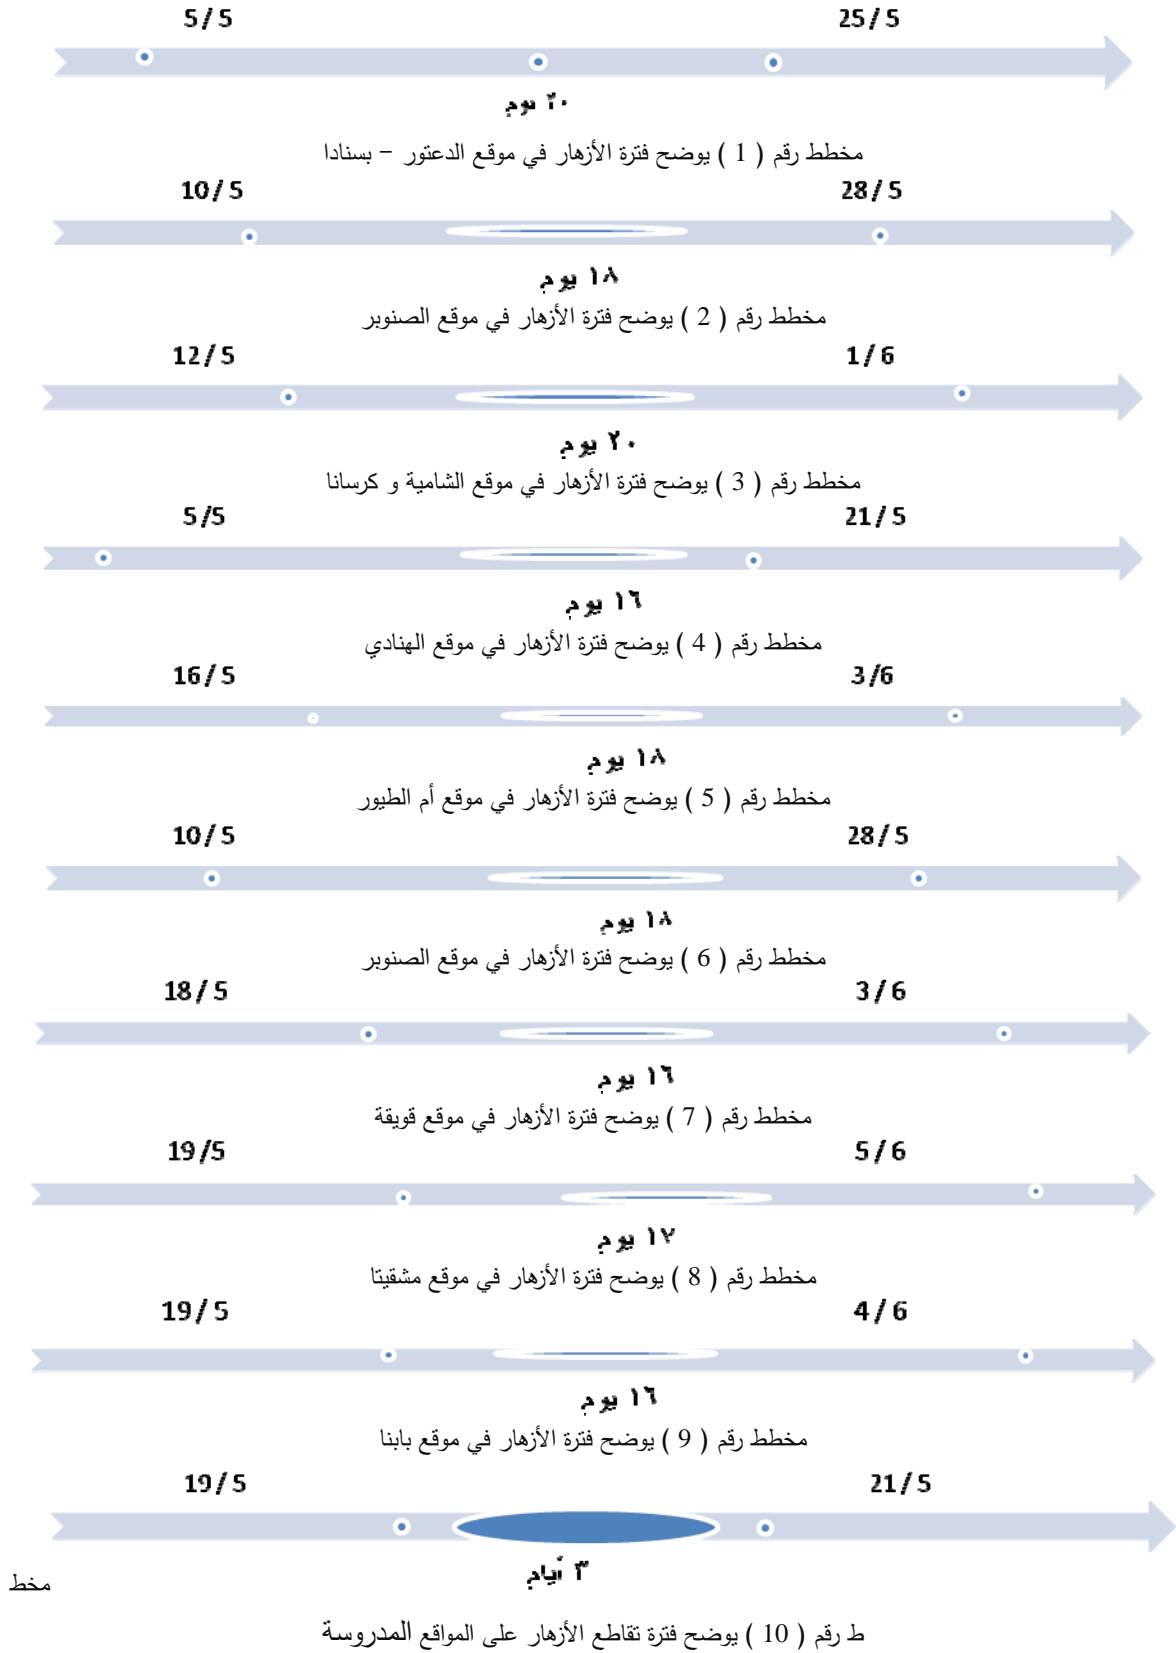 5/5 25/5
٢٠ يوم
مخطط رقم ( 1 ) يوضح فترة الأزهار في موقع الدعتور – بسنادا
10/5 28/5
١٨ يوم
مخطط رقم ( 2 ) يوضح فترة الأزهار في موقع الصنوبر
12/5 1/6
٢٠ يوم
مخطط رقم ( 3 ) يوضح فترة الأزهار في موقع الشامية و كرسانا
5/5 21/5
١٦ يوم
مخطط رقم ( 4 ) يوضح فترة الأزهار في موقع الهنادي
16/5 3/6
١٨ يوم
مخطط رقم ( 5 ) يوضح فترة الأزهار في موقع أم الطيور
10/5 28/5
١٨ يوم
مخطط رقم ( 6 ) يوضح فترة الأزهار في موقع الصنوبر
18/5 3/6
١٦ يوم
مخطط رقم ( 7 ) يوضح فترة الأزهار في موقع قويقة
19/5 5/6
١٧ يوم
مخطط رقم ( 8 ) يوضح فترة الأزهار في موقع مشقيتا
19/5 4/6
١٦ يوم
مخطط رقم ( 9 ) يوضح فترة الأزهار في موقع بابنا
19/5 21/5
٣ أيام
مخط
ط رقم ( 10 ) يوضح فترة تقاطع الأزهار على المواقع المدروسة